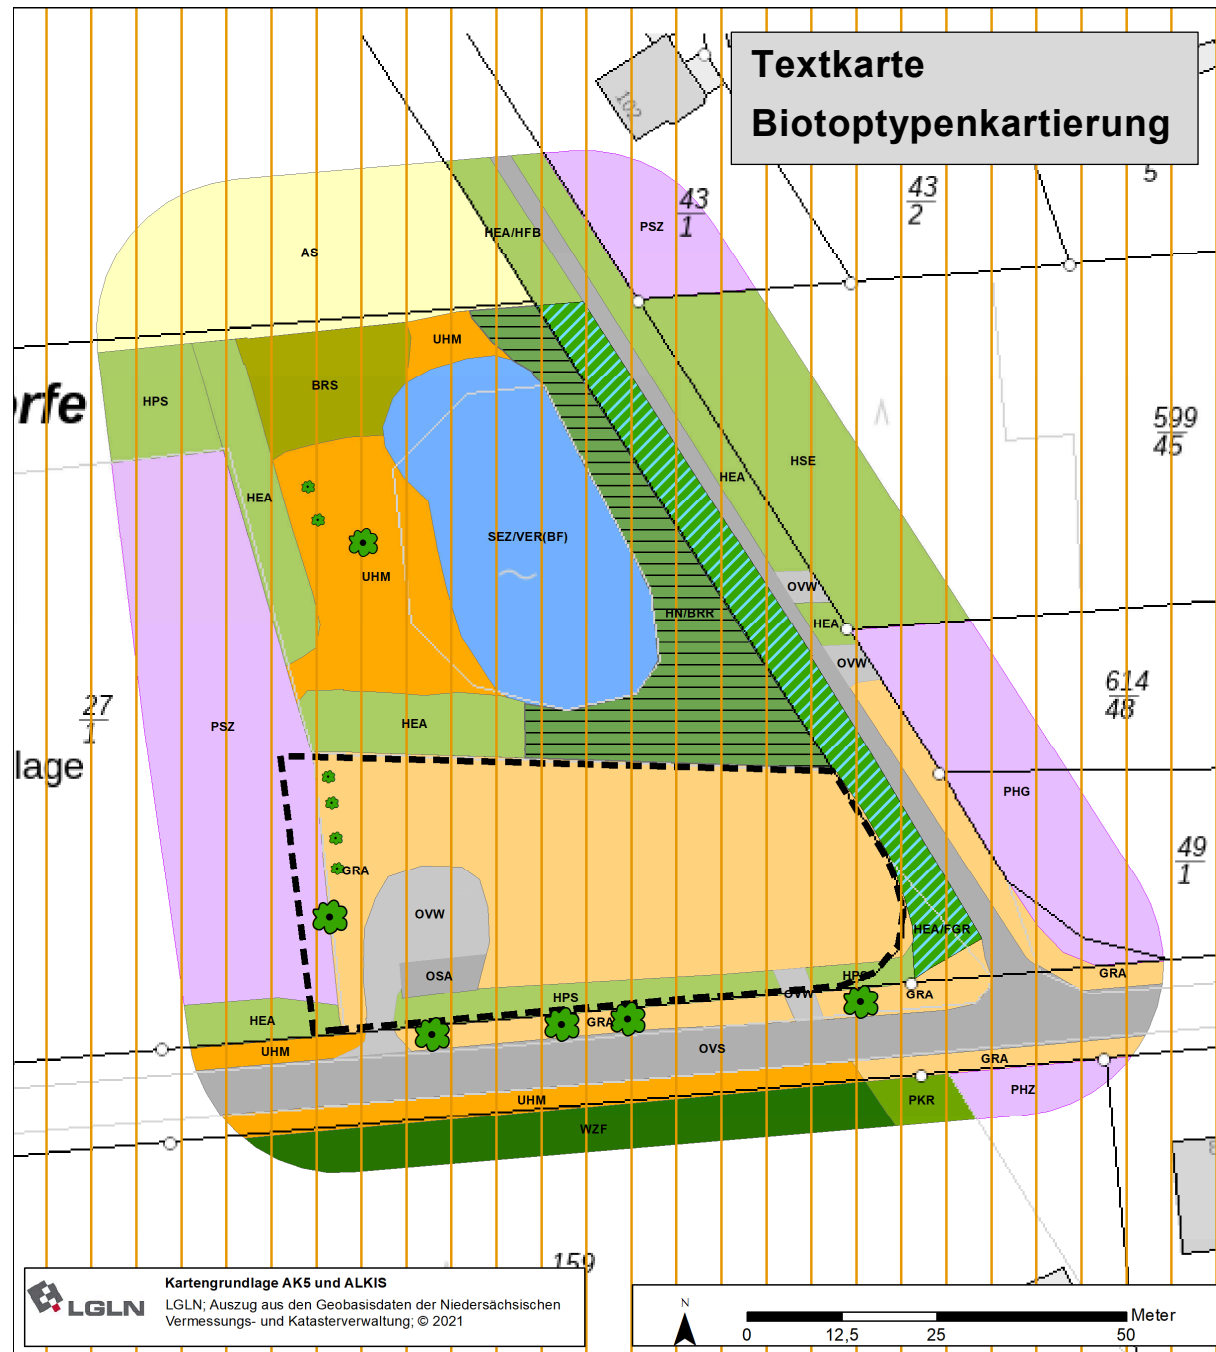 Textkarte
Biotoptypenkartierung
102
5
43
2
43
1
PSZ
HEA/HFB
AS
UHM
BRS
HPS
rfe
599
45
HSE
HEA
HEA
SEZ/VER(BF)
UHM
OVW
HN/BRR
HEA
OVW
614
48
27
1
PSZ
HEA
lage
PHG
49
1
GRA
OVW
HEA/FGR
OSA
HPS
GRA
HPS
OVW
GRA
HEA
GRA
UHM
OVS
GRA
PHZ
UHM
PKR
WZF
8
159
LGLN
Kartengrundlage AK5 und ALKIS
LGLN; Auszug aus den Geobasisdaten der Niedersächsischen
Vermessungs- und Katasterverwaltung; © 2021
N
Meter
0 12,5 25 50